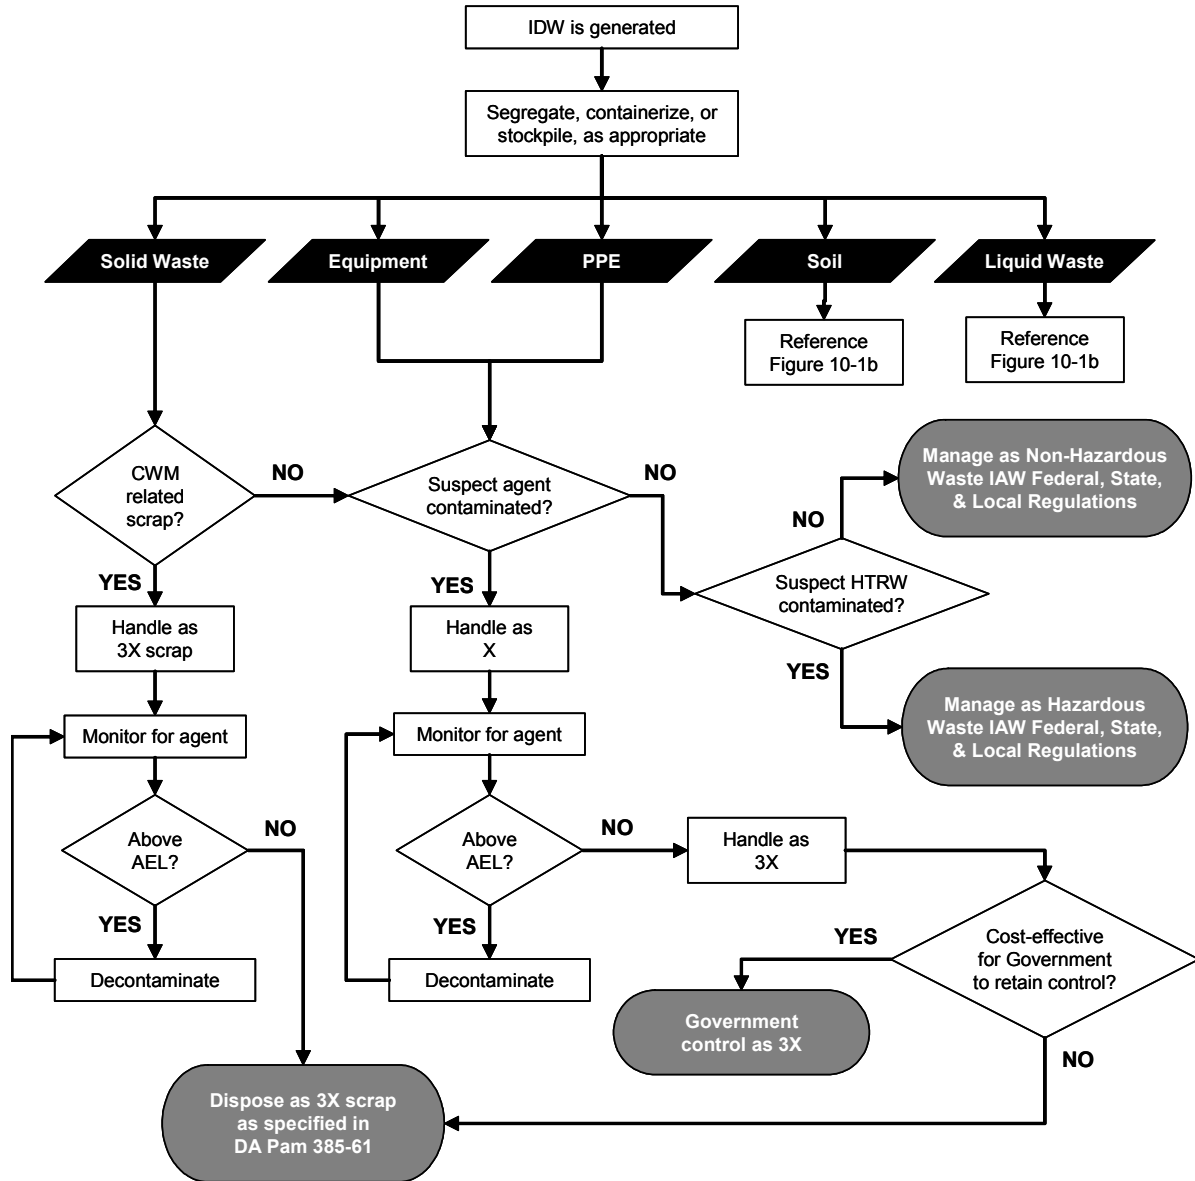 IDW is generated
Segregate, containerize, or
stockpile, as appropriate
Solid Waste
Equipment
PPE
Soil
Liquid Waste
Reference
Figure 10-1b
Reference
Figure 10-1b
CWM
related
scrap?
NO
Suspect agent
contaminated?
NO
Manage as Non-Hazardous
Waste IAW Federal, State,
& Local Regulations
NO
Suspect HTRW
contaminated?
YES
Manage as Hazardous
Waste IAW Federal, State,
& Local Regulations
YES
Handle as
3X scrap
Monitor for agent
Above
AEL?
NO
YES
Decontaminate
YES
Handle as
X
Monitor for agent
Above
AEL?
NO
YES
Decontaminate
Handle as
3X
Cost-effective
for Government
to retain control?
YES
Government
control as 3X
NO
Dispose as 3X scrap
as specified in
DA Pam 385-61